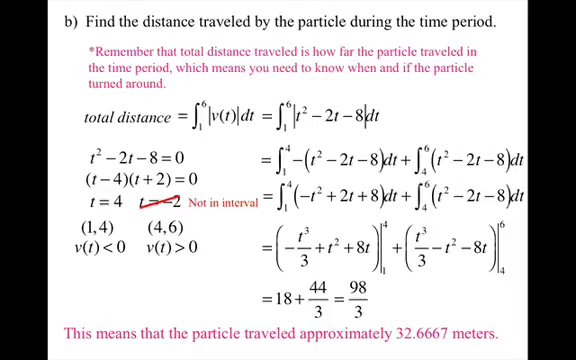 b) Find the distance traveled by the particle during the time period.
*Remember that total distance traveled is how far the particle traveled in
the time period, which means you need to know when and if the particle
turned around.
total distance = ∫₁⁶|v(t)|dt = ∫₁⁶|t² − 2t − 8|dt
t² − 2t − 8 = 0
(t − 4)(t + 2) = 0
t = 4 t = −2 Not in interval
(1, 4) (4, 6)
v(t) < 0 v(t) > 0
= ∫₁⁴ −(t² − 2t − 8)dt + ∫₄⁶(t² − 2t − 8)dt
= ∫₁⁴(−t² + 2t + 8)dt + ∫₄⁶(t² − 2t − 8)dt
= (−t³/3 + t² + 8t)|₁⁴ + (t³/3 − t² − 8t)|₄⁶
= 18 + 44/3 = 98/3
This means that the particle traveled approximately 32.6667 meters.